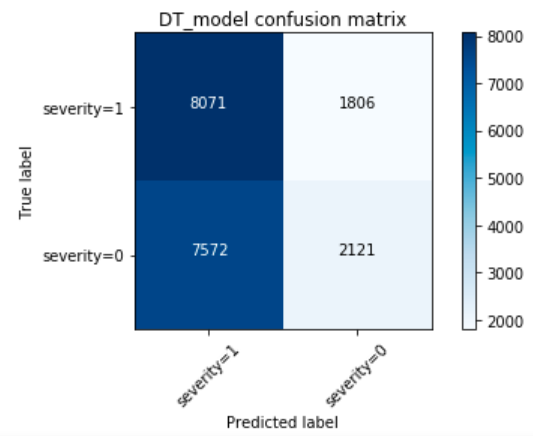 DT_model confusion matrix
True label
severity=1
severity=0
8071
1806
7572
2121
severity=1
severity=0
Predicted label
8000
7000
6000
5000
4000
3000
2000